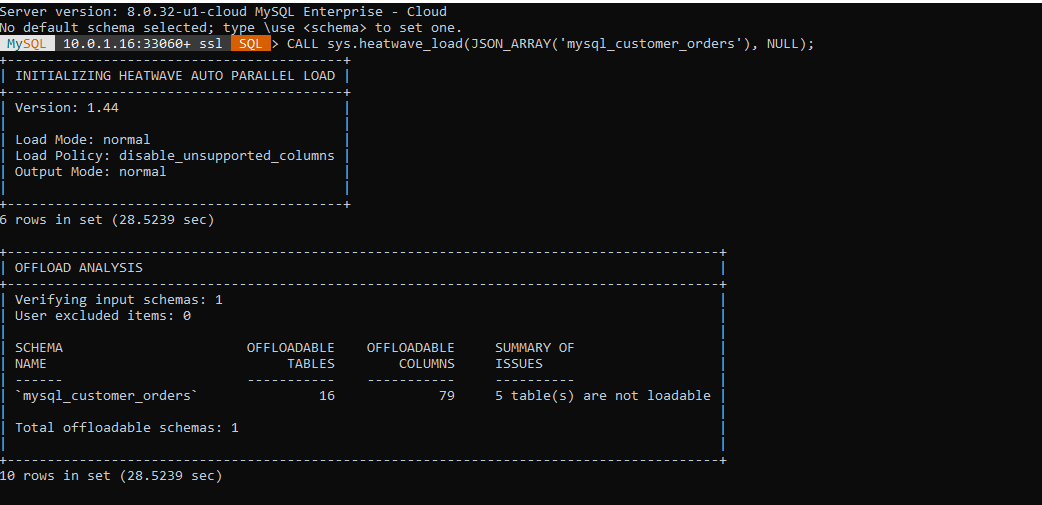 Server version: 8.0.32-u1-cloud MySQL Enterprise - Cloud
No default schema selected; type \use <schema> to set one.
MySQL 10.0.1.16:33060+ ssl SQL > CALL sys.heatwave_load(JSON_ARRAY('mysql_customer_orders'), NULL);
+------------------------------------------+
| INITIALIZING HEATWAVE AUTO PARALLEL LOAD |
+------------------------------------------+
| Version: 1.44                            |
|                                          |
| Load Mode: normal                        |
| Load Policy: disable_unsupported_columns |
| Output Mode: normal                      |
|                                          |
+------------------------------------------+
6 rows in set (28.5239 sec)

+-----------------------------------------------------------------------------------------+
| OFFLOAD ANALYSIS                                                                        |
+-----------------------------------------------------------------------------------------+
| Verifying input schemas: 1                                                              |
| User excluded items: 0                                                                  |
|                                                                                         |
| SCHEMA                       OFFLOADABLE    OFFLOADABLE     SUMMARY OF                  |
| NAME                              TABLES        COLUMNS     ISSUES                      |
| ------                       -----------    -----------     ----------                  |
| `mysql_customer_orders`               16             79     5 table(s) are not loadable |
|                                                                                         |
| Total offloadable schemas: 1                                                            |
|                                                                                         |
+-----------------------------------------------------------------------------------------+
10 rows in set (28.5239 sec)